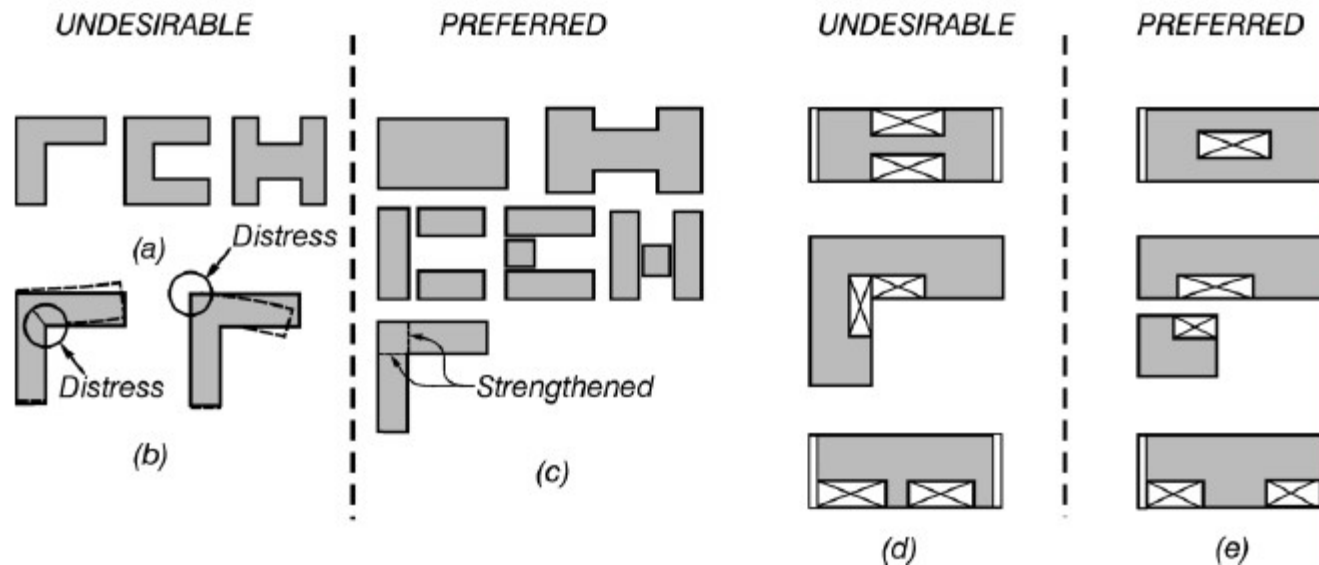 UNDESIRABLE
PREFERRED
UNDESIRABLE
PREFERRED
(a)
Distress
Distress
(b)
Strengthened
(c)
(d)
(e)